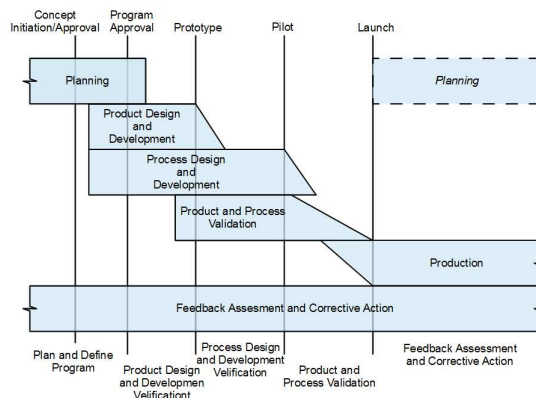 Concept
Initiation/Approval
Program
Approval
Prototype
Pilot
Launch
Planning
Planning
Product Design
and
Development
Process Design
and
Development
Product and Process
Validation
Production
Feedback Assesment and Corrective Action
Plan and Define
Program
Product Design
and Developmen
Velificationt
Process Design
and Development
Velification
Product and
Process Validation
Feedback Assessment
and Corrective Action